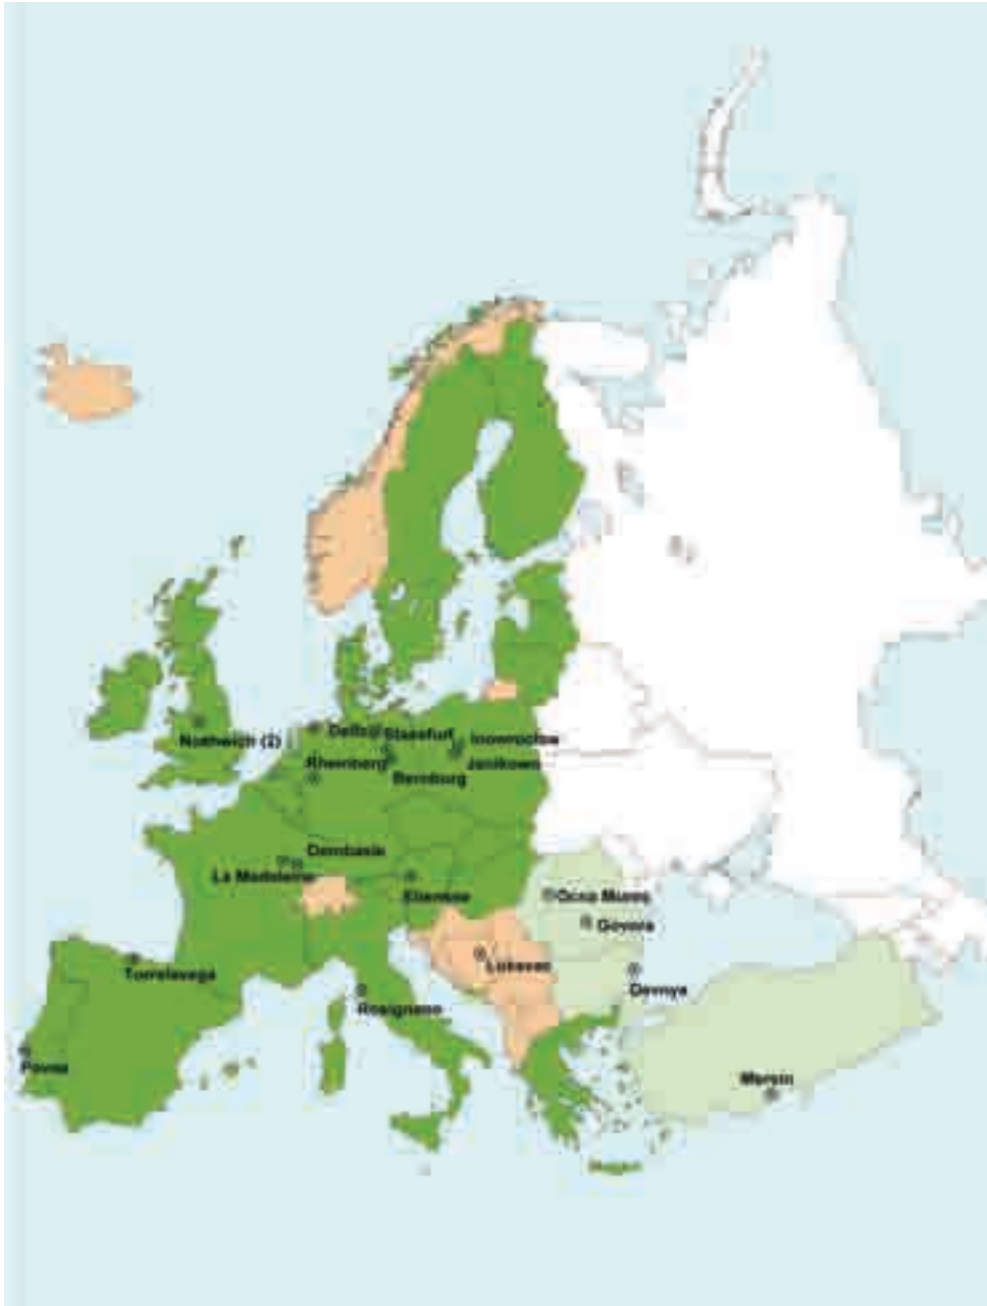 Northwich (2)
Delfzijl
Stassfurt
Inowroclaw
Rheinberg
Bernburg
Janikowo
Dombasle
La Madeleine
Ebensee
Ocna Mures
Govora
Lukavac
Devnya
Torrelavega
Rosignano
Povoa
Mersin